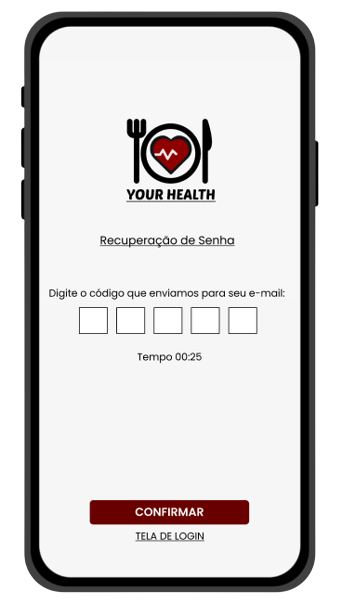 YOUR HEALTH
Recuperação de Senha
Digite o código que enviamos para seu e-mail:
Tempo 00:25
CONFIRMAR
TELA DE LOGIN